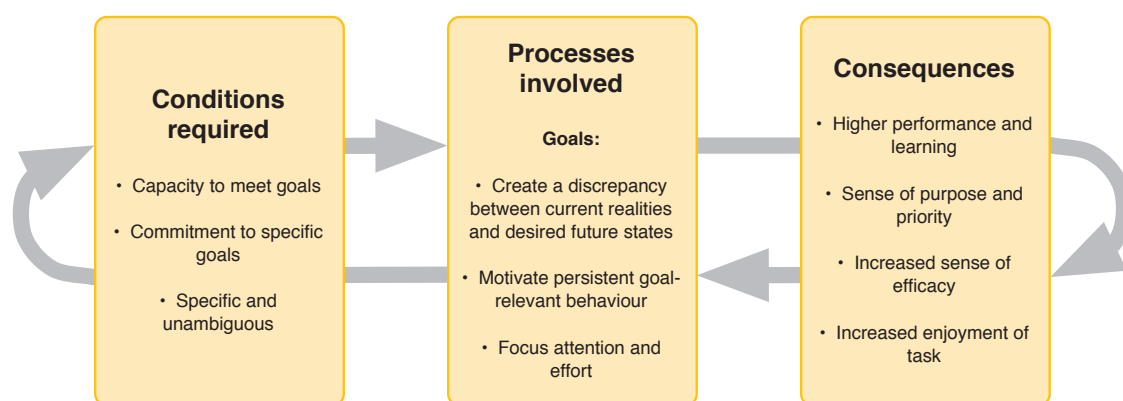 Conditions
required
• Capacity to meet goals
• Commitment to specific
goals
• Specific and
unambiguous
Processes
involved
Goals:
• Create a discrepancy
between current realities
and desired future states
• Motivate persistent goal-
relevant behaviour
• Focus attention and
effort
Consequences
• Higher performance and
learning
• Sense of purpose and
priority
• Increased sense of
efficacy
• Increased enjoyment of
task